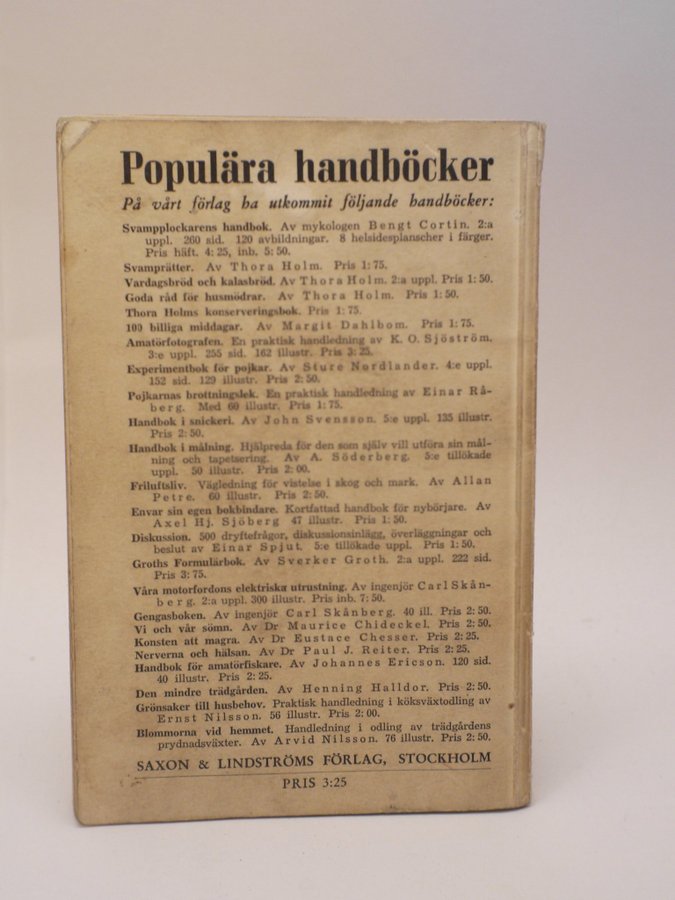 Populära handböcker
På vårt förlag ha utkommit följande handböcker:
Svampplockarens handbok. Av mykologen Bengt Cortin. 2:a
uppl. 260 sid. 120 avbildningar. 8 helsidesplanscher i färger.
Pris häft. 4: 25, inb. 5: 50.
Svamprätter. Av Thora Holm. Pris 1: 75.
Vardagsbröd och kalasbröd. Av Thora Holm. 2:a uppl. Pris 1: 50.
Goda råd för husmödrar. Av Thora Holm. Pris 1: 50.
Thora Holms konserveringsbok. Pris 1: 75.
100 billiga middagar. Av Margit Dahlbom. Pris 1: 75.
Amatörfotografen. En praktisk handledning av K. O. Sjöström.
3:e uppl. 255 sid. 162 illustr. Pris 3: 25.
Experimentbok för pojkar. Av Sture Nordlander. 4:e uppl.
152 sid. 129 illustr. Pris 2: 50.
Pojkarnas brottningslek. En praktisk handledning av Einar Rå-
berg. Med 60 illustr. Pris 1: 75.
Handbok i snickeri. Av John Svensson. 5:e uppl. 135 illustr.
Pris 2: 50.
Handbok i målning. Hjälpreda för den som själv vill utföra sin mål-
ning och tapetsering. Av A. Söderberg. 5:e tillökade
uppl. 50 illustr. Pris 2: 00.
Friluftsliv. Vägledning för vistelse i skog och mark. Av Allan
Petre. 60 illustr. Pris 2: 50.
Envar sin egen bokbindare. Kortfattad handbok för nybörjare. Av
Axel Hj. Sjöberg 47 illustr. Pris 1: 50.
Diskussion. 500 dryftefrågor, diskussionsinlägg, överläggningar och
beslut av Einar Spjut. 5:e tillökade uppl. Pris 1: 50.
Groths Formulärbok. Av Sverker Groth. 2:a uppl. 222 sid.
Pris 3: 75.
Våra motorfordons elektriska utrustning. Av ingenjör Carl Skån-
berg. 2:a uppl. 300 illustr. Pris inb. 7: 50.
Gengasboken. Av ingenjör Carl Skånberg. 40 ill. Pris 2: 50.
Vi och vår sömn. Av Dr Maurice Chideckel. Pris 2: 50.
Konsten att magra. Av Dr Eustace Chesser. Pris 2: 25.
Nerverna och hälsan. Av Dr Paul J. Reiter. Pris 2: 25.
Handbok för amatörfiskare. Av Johannes Ericson. 120 sid.
40 illustr. Pris 2: 25.
Den mindre trädgården. Av Henning Halldor. Pris 2: 50.
Grönsaker till husbehov. Praktisk handledning i köksväxtodling av
Ernst Nilsson. 56 illustr. Pris 2: 00.
Blommorna vid hemmet. Handledning i odling av trädgårdens
prydnadsväxter. Av Arvid Nilsson. 76 illustr. Pris 2: 50.
SAXON & LINDSTRÖMS FÖRLAG, STOCKHOLM
PRIS 3:25